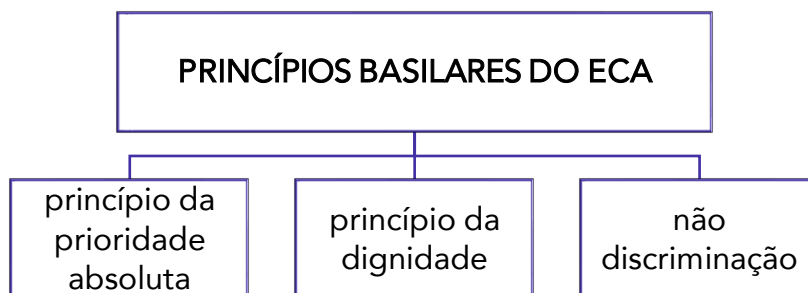 PRINCÍPIOS BASILARES DO ECA
princípio da
prioridade
absoluta
princípio da
dignidade
não
discriminação